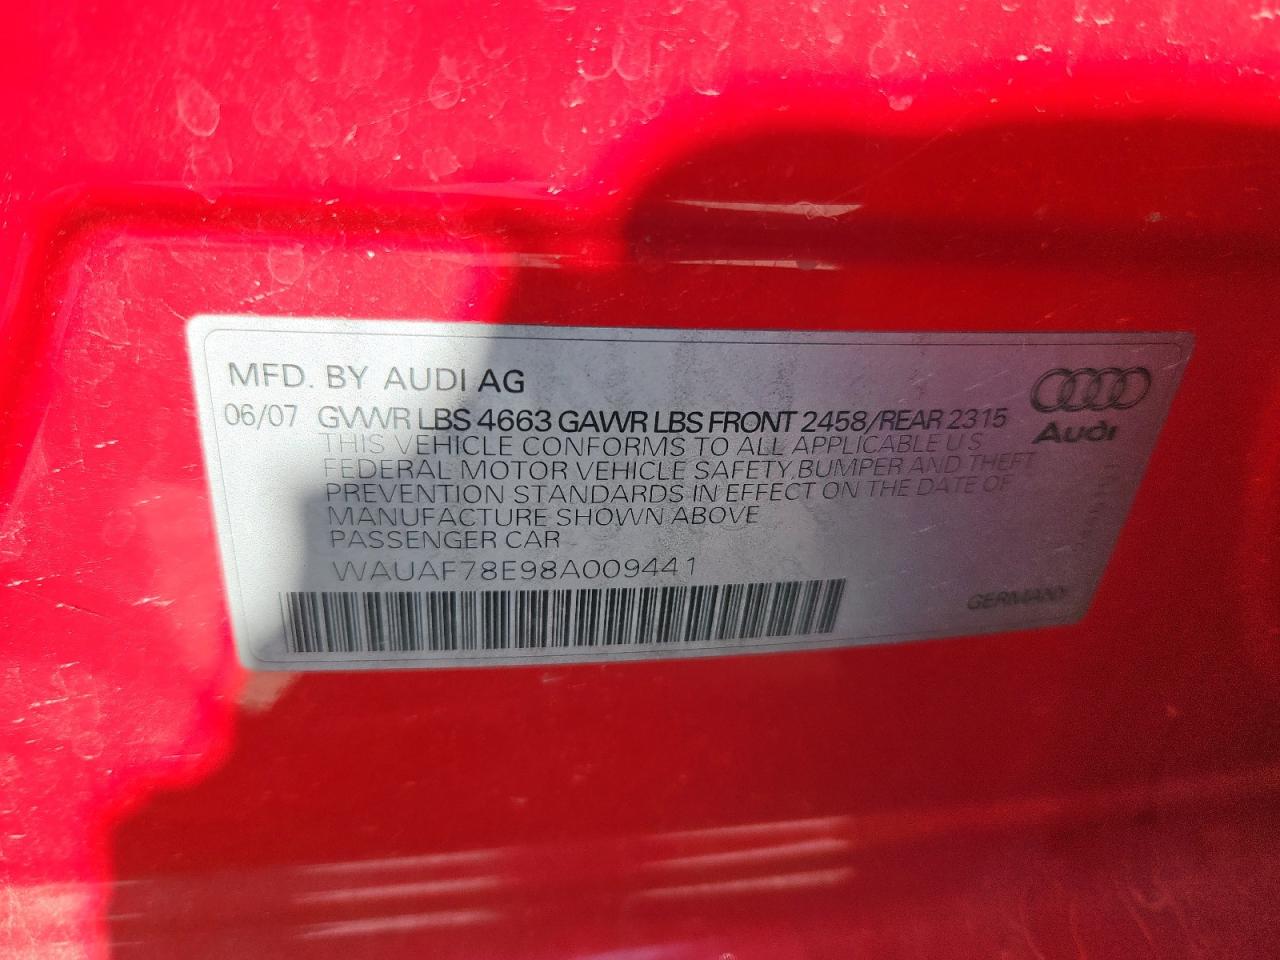 MFD. BY AUDI AG
06/07 GVWR LBS 4663 GAWR LBS FRONT 2458/REAR 2315
THIS VEHICLE CONFORMS TO ALL APPLICABLE U S
FEDERAL MOTOR VEHICLE SAFETY, BUMPER AND THEFT
PREVENTION STANDARDS IN EFFECT ON THE DATE OF
MANUFACTURE SHOWN ABOVE
PASSENGER CAR
WAUAF78E98A009441
Audi
GERMANY